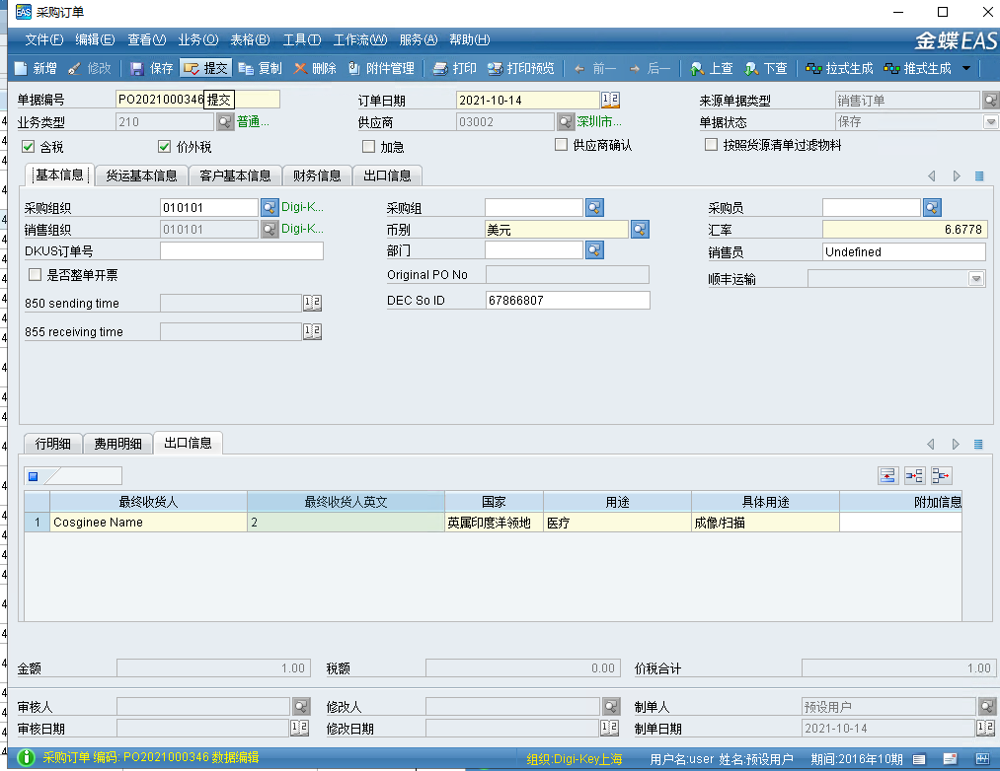 EAS 采购订单
文件(F) 编辑(E) 查看(V) 业务(O) 表格(B) 工具(T) 工作流(W) 服务(A) 帮助(H) 金蝶EAS
新增 修改 保存 提交 复制 删除 附件管理 打印 打印预览 前一 后一 上查 下查 拉式生成 推式生成
单据编号 PO2021000346 提交 订单日期 2021-10-14 来源单据类型 销售订单
业务类型 210 普通... 供应商 03002 深圳市... 单据状态 保存
含税 价外税 加急 供应商确认 按照货源清单过滤物料
基本信息 货运基本信息 客户基本信息 财务信息 出口信息
采购组织 010101 Digi-K... 采购组 采购员
销售组织 010101 Digi-K... 币别 美元 汇率 6.6778
DKUS订单号 部门 销售员 Undefined
是否整单开票 Original PO No 顺丰运输
850 sending time DEC So ID 67866807
855 receiving time
行明细 费用明细 出口信息
最终收货人 最终收货人英文 国家 用途 具体用途 附加信息
1 Cosginee Name 2 英属印度洋领地 医疗 成像/扫描
金额 1.00 税额 0.00 价税合计 1.00
审核人 修改人 制单人 预设用户
审核日期 修改日期 制单日期 2021-10-14
采购订单 编码: PO2021000346 数据编辑 组织:Digi-Key上海 用户名:user 姓名:预设用户 期间:2016年10期